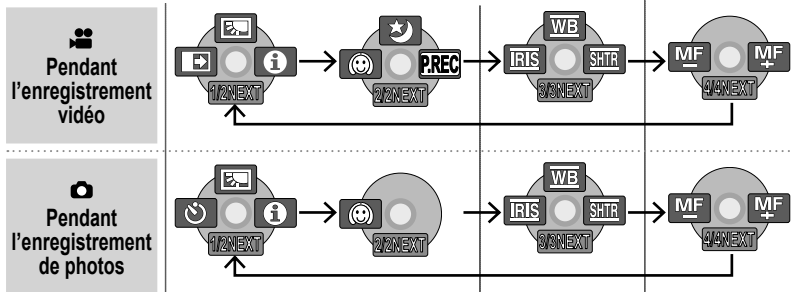 Pendant
l'enregistrement
vidéo
1/2NEXT
P.REC
2/2NEXT
WB
IRIS
SHTR
3/3NEXT
MF
MF
4/4NEXT
Pendant
l'enregistrement
de photos
1/2NEXT
2/2NEXT
WB
IRIS
SHTR
3/3NEXT
MF
MF
4/4NEXT